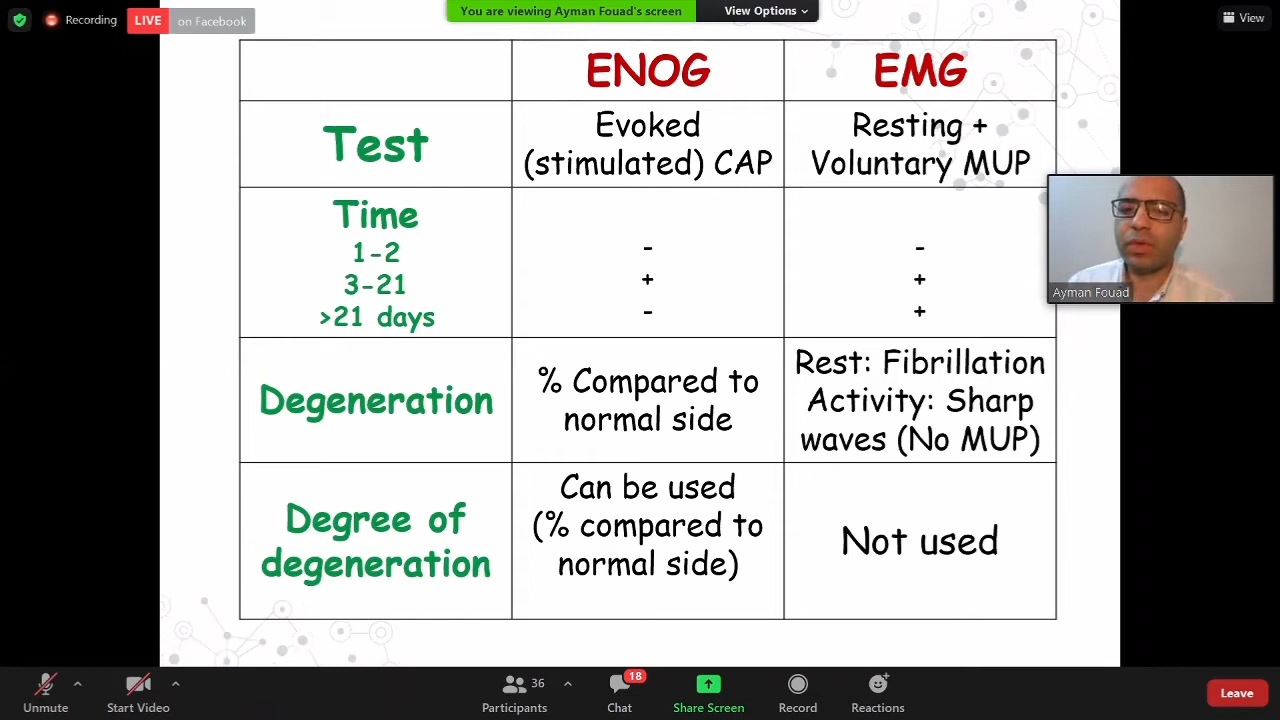 Recording
LIVE
on Facebook
You are viewing Ayman Fouad's screen
View Options
View
ENOG
EMG
Test
Evoked
(stimulated) CAP
Resting +
Voluntary MUP
Time
1-2
3-21
>21 days
-
+
-
-
+
+
Ayman Fouad
Degeneration
% Compared to
normal side
Rest: Fibrillation
Activity: Sharp
waves (No MUP)
Degree of
degeneration
Can be used
(% compared to
normal side)
Not used
Unmute
Start Video
36
Participants
18
Chat
Share Screen
Record
Reactions
Leave